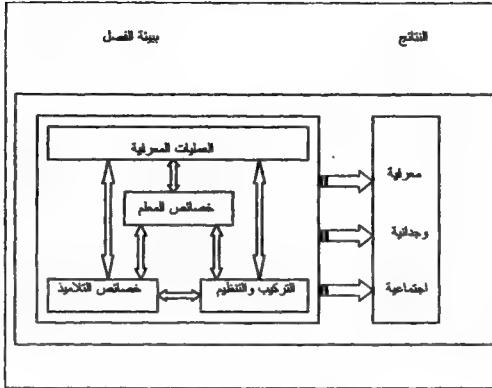 بيئة الفصل
النتائج
العمليات المعرفية
خصائص المعلم
خصائص التلاميذ
التركيب والتنظيم
معرفية
وجدانية
اجتماعية